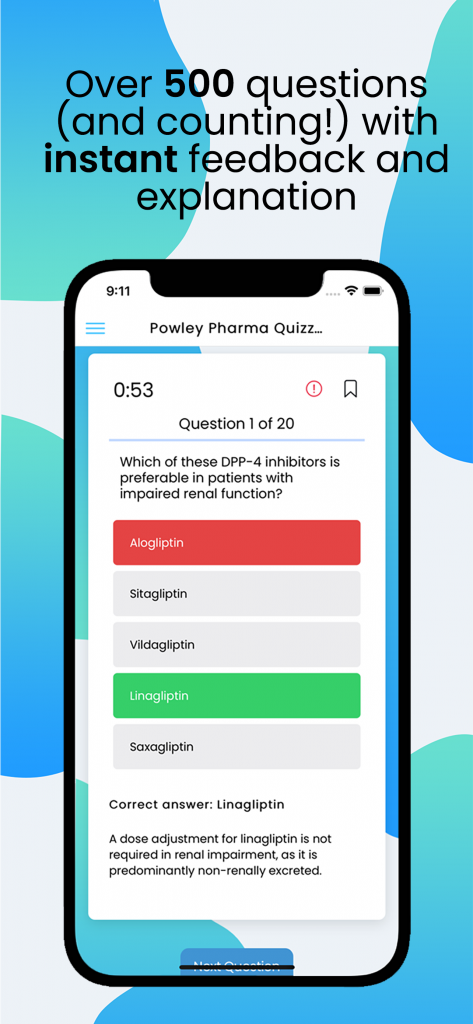 Over 500 questions
(and counting!) with
instant feedback and
explanation
9:11
Powley Pharma Quizz...
0:53
Question 1 of 20
Which of these DPP-4 inhibitors is
preferable in patients with
impaired renal function?
Alogliptin
Sitagliptin
Vildagliptin
Linagliptin
Saxagliptin
Correct answer: Linagliptin
A dose adjustment for linagliptin is not
required in renal impairment, as it is
predominantly non-renally excreted.
Next Question